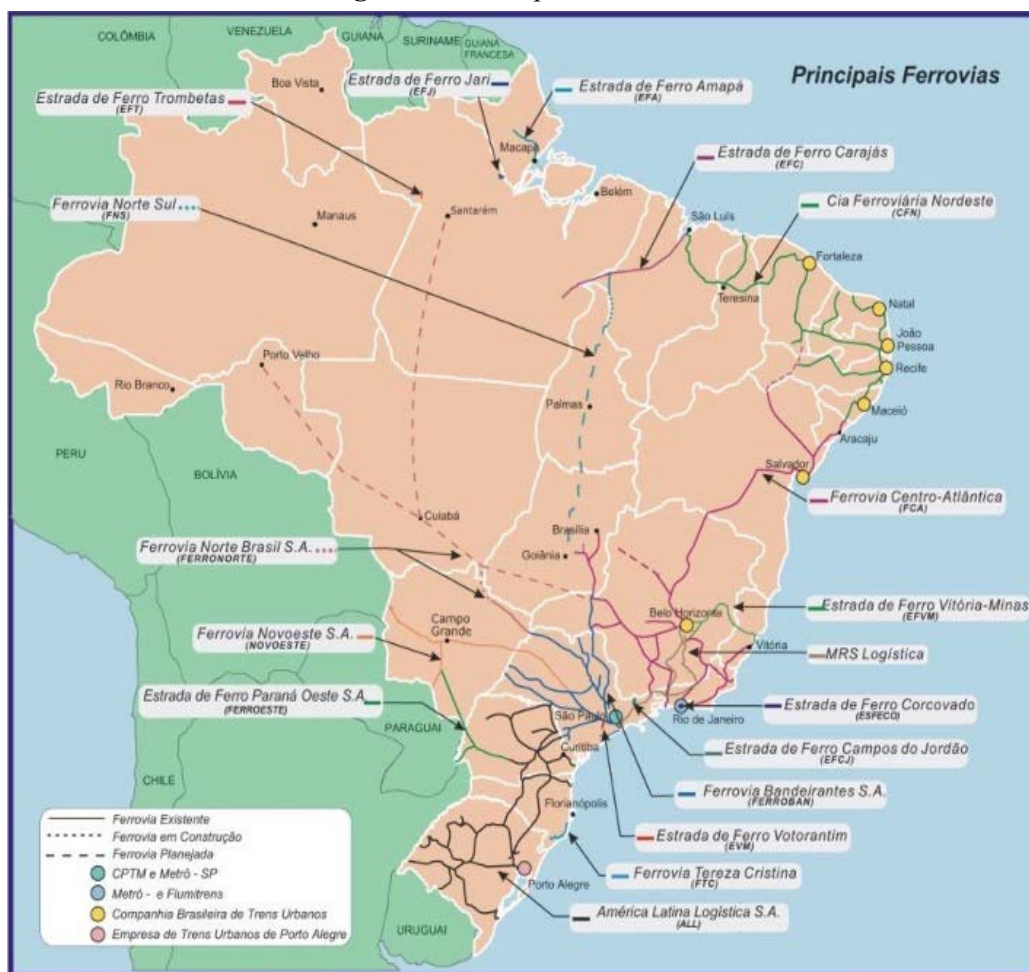 COLÔMBIA
VENEZUELA
GUIANA
SURINAME
GUIANA
FRANCESA
Principais Ferrovias
Boa Vista
Estrada de Ferro Jari
(EFJ)
Estrada de Ferro Amapá
(EFA)
Estrada de Ferro Trombetas
(EFT)
Macapá
Estrada de Ferro Carajás
(EFC)
Belém
Ferrovia Norte Sul
(FNS)
Manaus
Santarém
São Luís
Cia Ferroviária Nordeste
(CFN)
Fortaleza
Teresina
Natal
João
Pessoa
Porto Velho
Recife
Rio Branco
Palmas
Maceió
Aracaju
PERU
BOLÍVIA
Salvador
Ferrovia Centro-Atlântica
(FCA)
Cuiabá
Brasília
Goiânia
Ferrovia Norte Brasil S.A.
(FERRONORTE)
Belo Horizonte
Estrada de Ferro Vitória-Minas
(EFVM)
Campo
Grande
Ferrovia Novoeste S.A.
(NOVOESTE)
Vitória
MRS Logística
Estrada de Ferro Paraná Oeste S.A.
(FERROESTE)
PARAGUAI
São Paulo
Rio de Janeiro
Estrada de Ferro Corcovado
(ESFECO)
Curitiba
Estrada de Ferro Campos do Jordão
(EFCJ)
CHILE
Ferrovia Bandeirantes S.A.
(FERROBAN)
Florianópolis
Estrada de Ferro Votorantim
(EVM)
Ferrovia Tereza Cristina
(FTC)
Porto Alegre
América Latina Logística S.A.
(ALL)
URUGUAI
Ferrovia Existente
Ferrovia em Construção
Ferrovia Planejada
CPTM e Metrô - SP
Metrô - e Flumitrens
Companhia Brasileira de Trens Urbanos
Empresa de Trens Urbanos de Porto Alegre